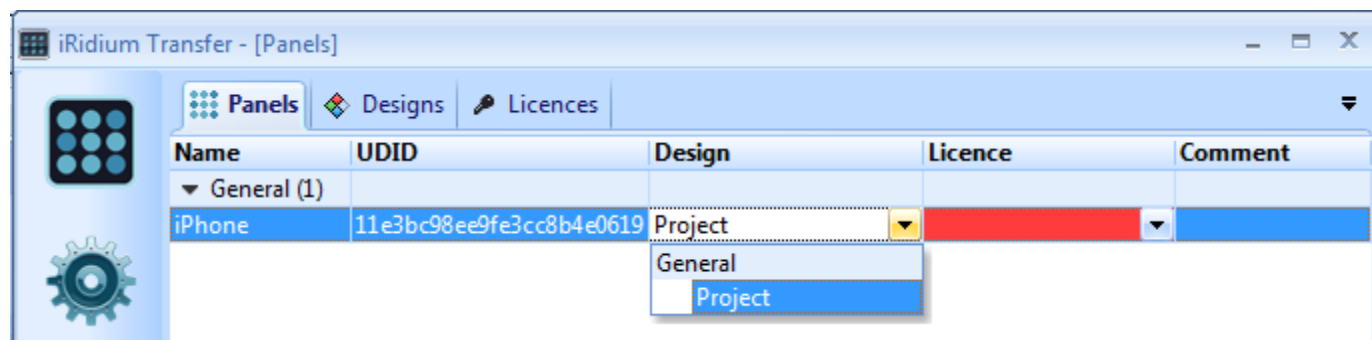 iRidium Transfer - [Panels]
Panels Designs Licences
Name UDID Design Licence Comment
General (1)
iPhone 11e3bc98ee9fe3cc8b4e0619 Project
General
Project